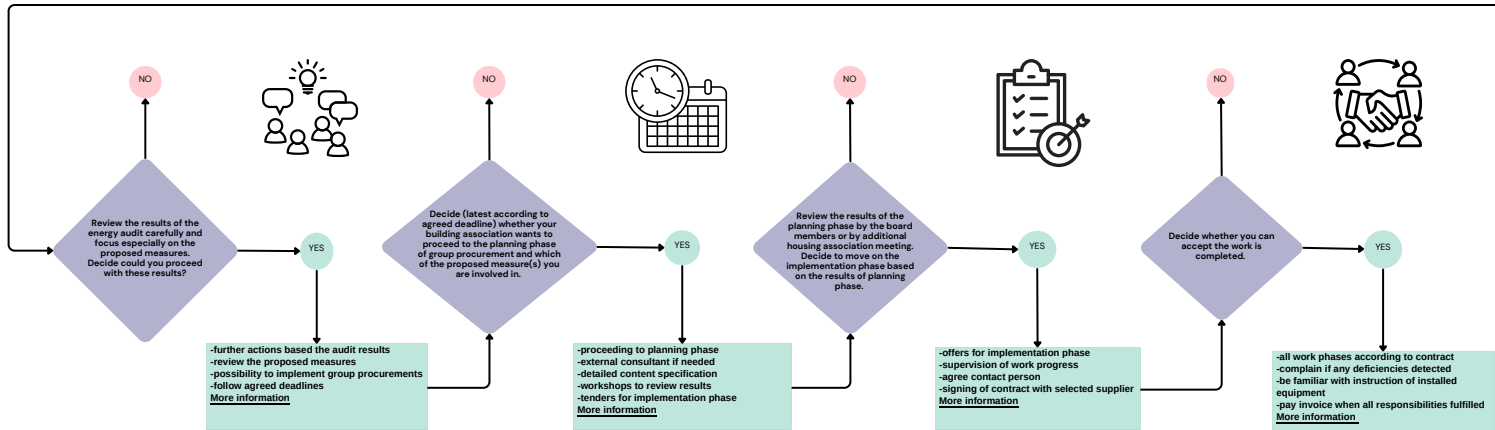 NO
Review the results of the
energy audit carefully and
focus especially on the
proposed measures.
Decide could you proceed
with these results?
YES
-further actions based the audit results
-review the proposed measures
-possibility to implement group procurements
-follow agreed deadlines
More information
NO
Decide (latest according to
agreed deadline) whether your
building association wants to
proceed to the planning phase
of group procurement and which
of the proposed measure(s) you
are involved in.
YES
-proceeding to planning phase
-external consultant if needed
-detailed content specification
-workshops to review results
-tenders for implementation phase
More information
NO
Review the results of the
planning phase by the board
members or by additional
housing association meeting.
Decide to move on the
implementation phase based
on the results of planning
phase.
YES
-offers for implementation phase
-supervision of work progress
-agree contact person
-signing of contract with selected supplier
More information
NO
Decide whether you can
accept the work is
completed.
YES
-all work phases according to contract
-complain if any deficiencies detected
-be familiar with instruction of installed
equipment
-pay invoice when all responsibilities fulfilled
More information